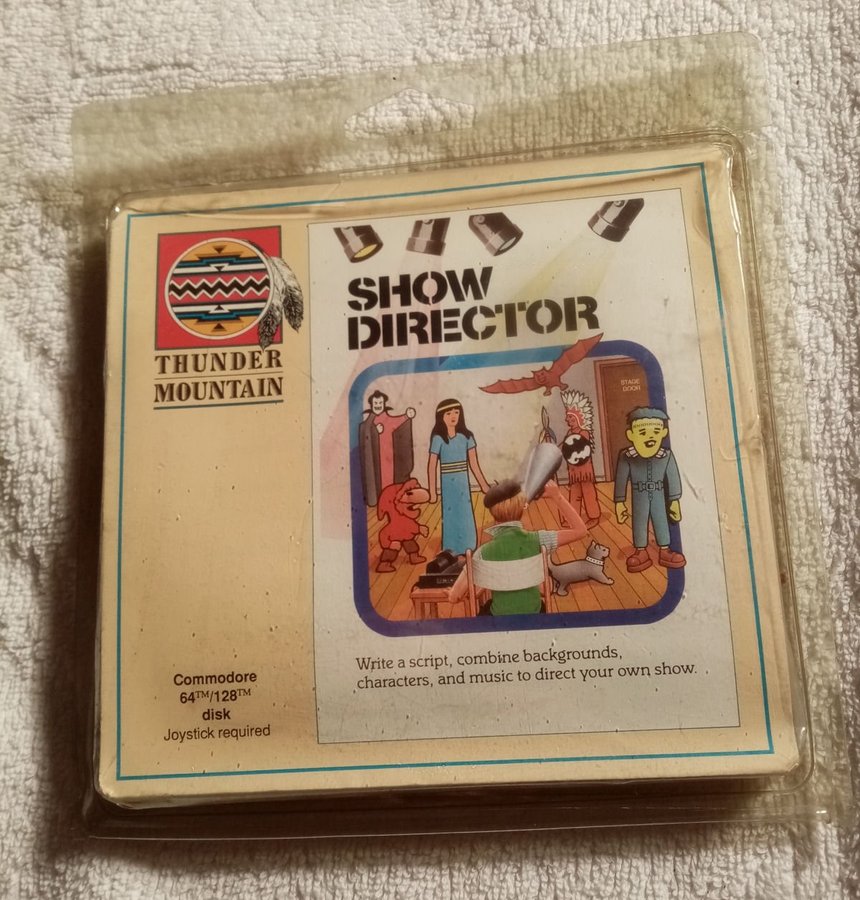 THUNDER
MOUNTAIN
SHOW
DIRECTOR
STAGE
DOOR
Write a script, combine backgrounds,
characters, and music to direct your own show.
Commodore
64™/128™
disk
Joystick required